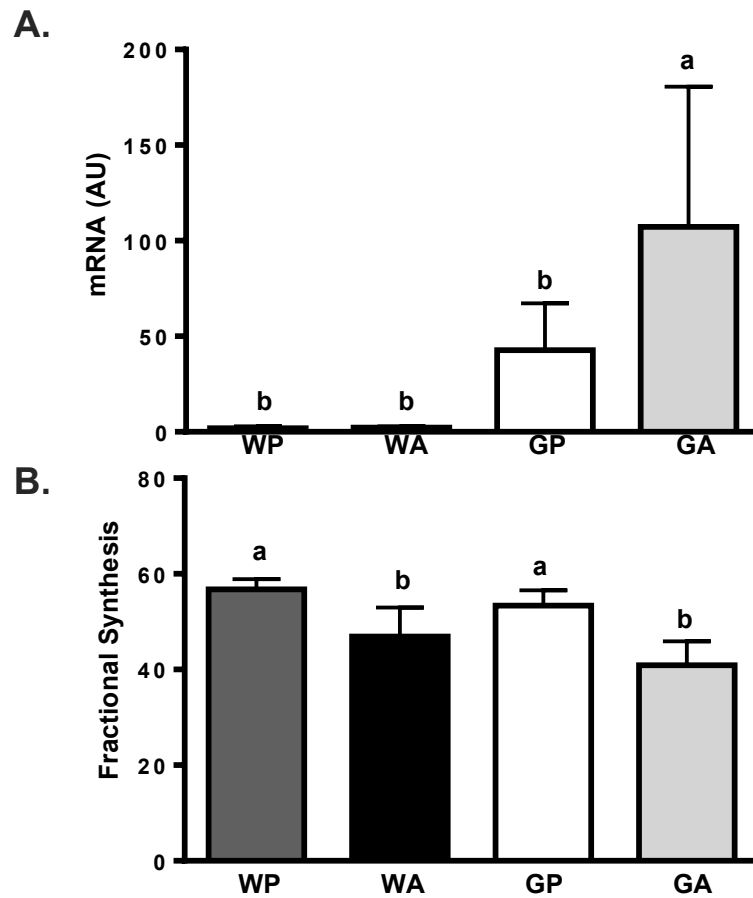 A.
mRNA (AU)
200
150
100
50
0
b
b
b
a
WP
WA
GP
GA
B.
Fractional Synthesis
80
60
40
20
0
a
b
a
b
WP
WA
GP
GA